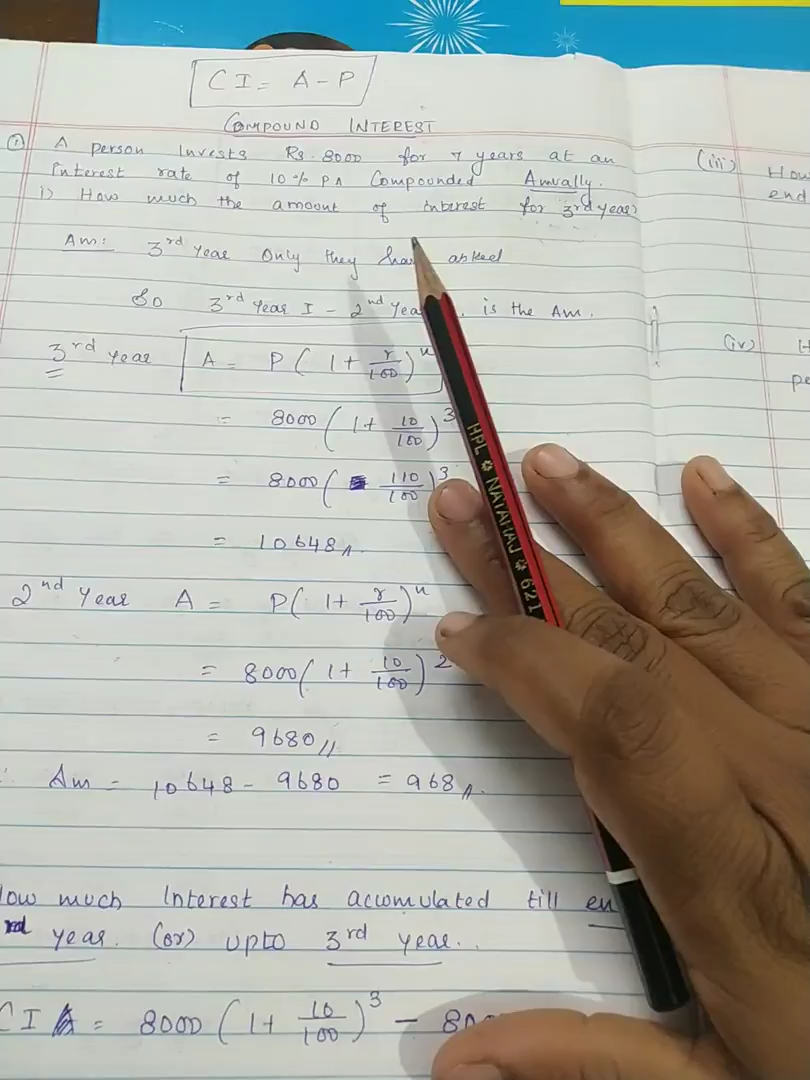 CI = A - P
COMPOUND INTEREST
① A person Invests Rs. 8000 for 7 years at an
Interest rate of 10% PA Compounded Annually.
i) How much the amount of interest for 3rd year?
Ans: 3rd Year Only they have asked
So 3rd Year I - 2nd Year is the Ans.
3rd Year A = P ( 1 + r/100 )^n
= 8000 ( 1 + 10/100 )^3
= 8000 ( 110/100 )^3
= 10648
2nd Year A = P( 1 + r/100 )^n
= 8000 ( 1 + 10/100 )^2
= 9680 //
∴ Ans = 10648 - 9680 = 968
How much Interest has accumulated till en
year. (or) upto 3rd year.
CI = 8000 ( 1 + 10/100 )^3 - 80
(iii) How
end
(iv)
pe
HPL * NATARAJ * 621